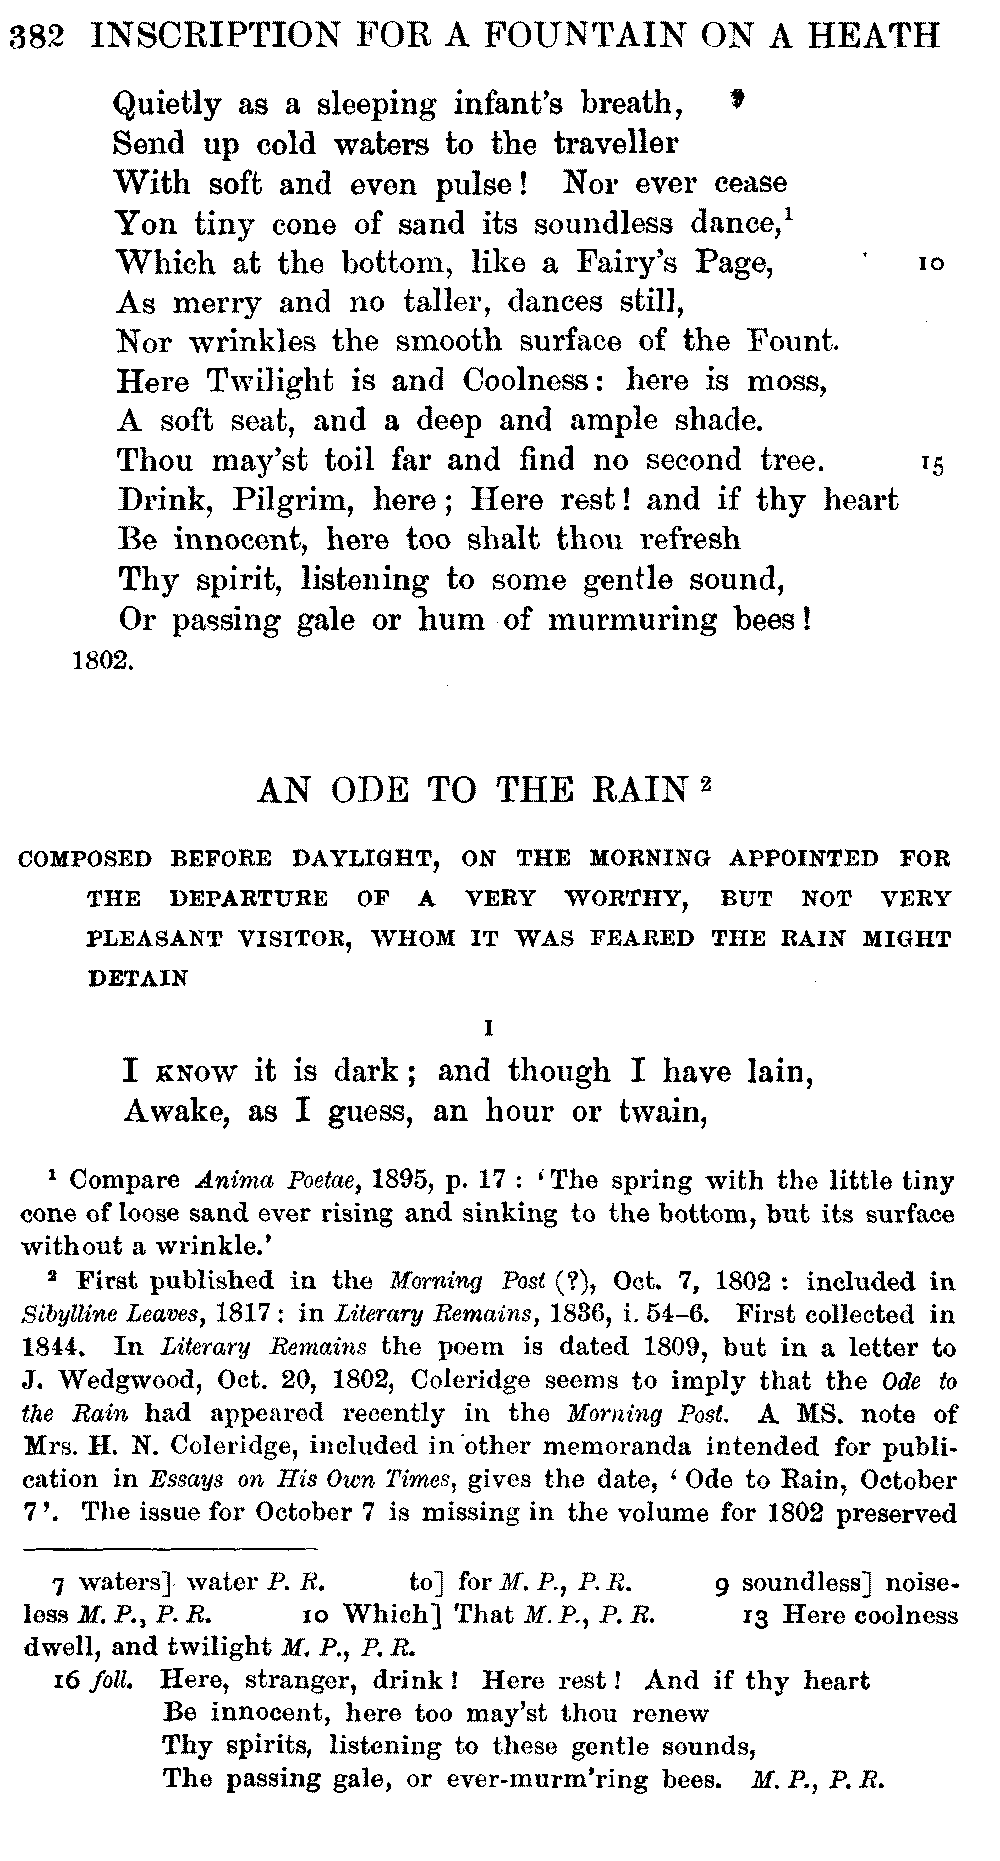 382 INSCRIPTION FOR A FOUNTAIN ON A HEATH
Quietly as a sleeping infant's breath,
Send up cold waters to the traveller
With soft and even pulse! Nor ever cease
Yon tiny cone of sand its soundless dance,¹
Which at the bottom, like a Fairy's Page, 10
As merry and no taller, dances still,
Nor wrinkles the smooth surface of the Fount.
Here Twilight is and Coolness: here is moss,
A soft seat, and a deep and ample shade.
Thou may'st toil far and find no second tree. 15
Drink, Pilgrim, here; Here rest! and if thy heart
Be innocent, here too shalt thou refresh
Thy spirit, listening to some gentle sound,
Or passing gale or hum of murmuring bees!
1802.
AN ODE TO THE RAIN ²
COMPOSED BEFORE DAYLIGHT, ON THE MORNING APPOINTED FOR
THE DEPARTURE OF A VERY WORTHY, BUT NOT VERY
PLEASANT VISITOR, WHOM IT WAS FEARED THE RAIN MIGHT
DETAIN
I
I KNOW it is dark; and though I have lain,
Awake, as I guess, an hour or twain,
¹ Compare Anima Poetae, 1895, p. 17: 'The spring with the little tiny
cone of loose sand ever rising and sinking to the bottom, but its surface
without a wrinkle.'
² First published in the Morning Post (?), Oct. 7, 1802: included in
Sibylline Leaves, 1817: in Literary Remains, 1836, i. 54-6. First collected in
1844. In Literary Remains the poem is dated 1809, but in a letter to
J. Wedgwood, Oct. 20, 1802, Coleridge seems to imply that the Ode to
the Rain had appeared recently in the Morning Post. A MS. note of
Mrs. H. N. Coleridge, included in other memoranda intended for publi-
cation in Essays on His Own Times, gives the date, 'Ode to Rain, October
7'. The issue for October 7 is missing in the volume for 1802 preserved
7 waters] water P. R. to] for M. P., P. R. 9 soundless] noise-
less M. P., P. R. 10 Which] That M. P., P. R. 13 Here coolness
dwell, and twilight M. P., P. R.
16 foll. Here, stranger, drink! Here rest! And if thy heart
Be innocent, here too may'st thou renew
Thy spirits, listening to these gentle sounds,
The passing gale, or ever-murm'ring bees. M. P., P. R.